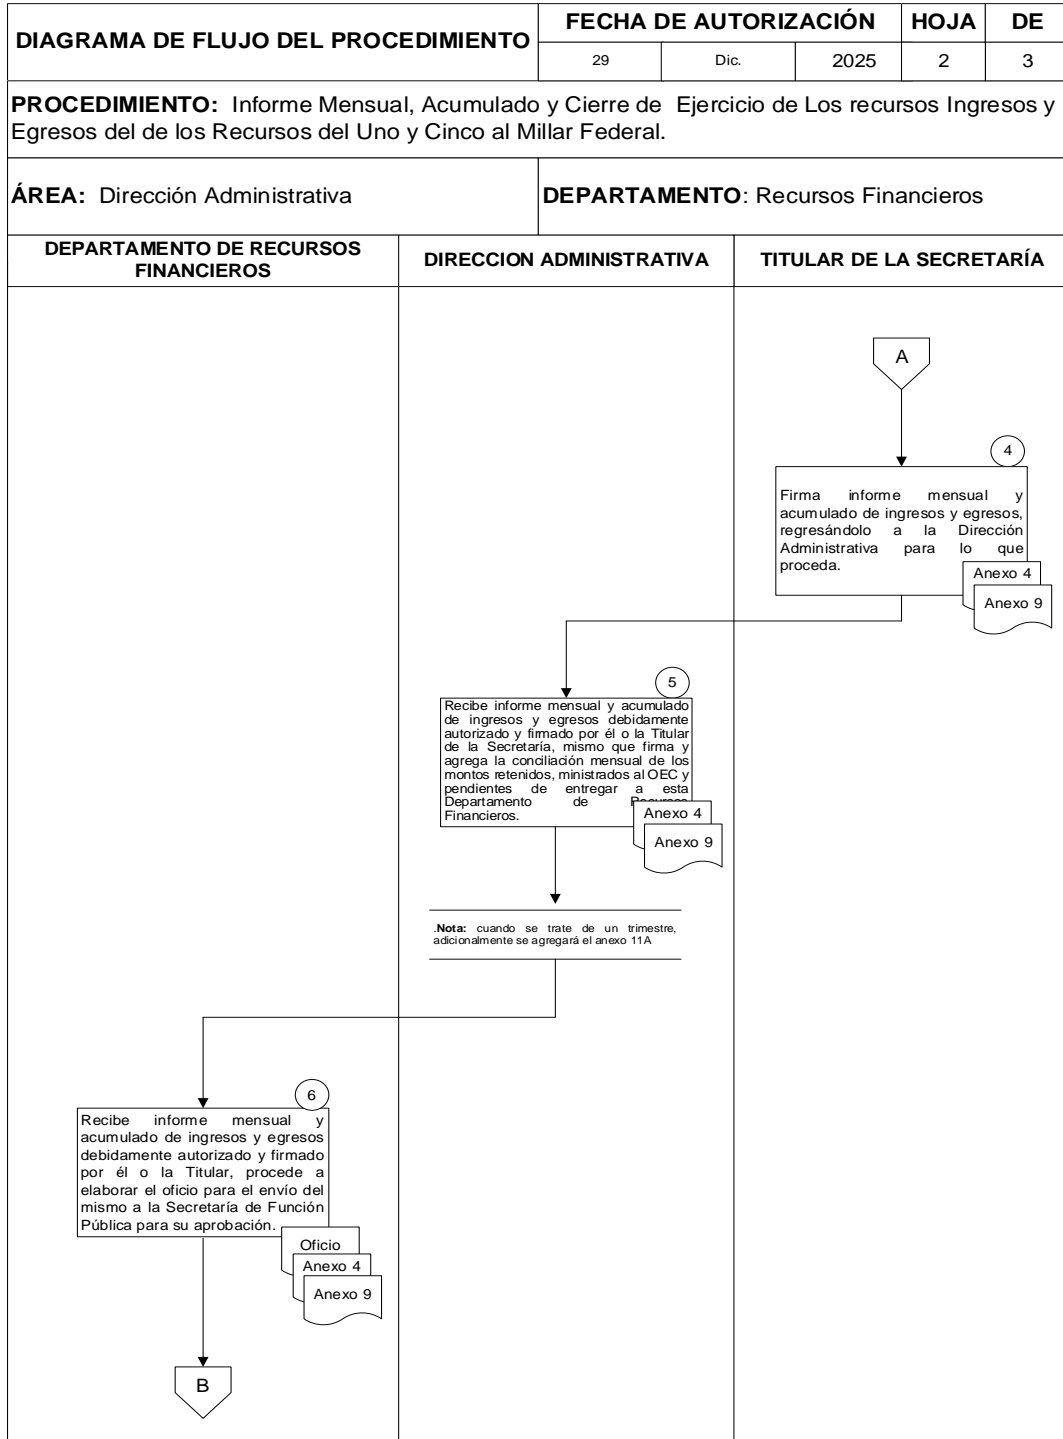 DIAGRAMA DE FLUJO DEL PROCEDIMIENTO
FECHA DE AUTORIZACIÓN
HOJA
DE
29
Dic.
2025
2
3
PROCEDIMIENTO: Informe Mensual, Acumulado y Cierre de Ejercicio de Los recursos Ingresos y
Egresos del de los Recursos del Uno y Cinco al Millar Federal.
ÁREA: Dirección Administrativa
DEPARTAMENTO: Recursos Financieros
DEPARTAMENTO DE RECURSOS
FINANCIEROS
DIRECCION ADMINISTRATIVA
TITULAR DE LA SECRETARÍA
A
4
Firma informe mensual y
acumulado de ingresos y egresos,
regresándolo a la Dirección
Administrativa para lo que
proceda.
Anexo 4
Anexo 9
5
Recibe informe mensual y acumulado
de ingresos y egresos debidamente
autorizado y firmado por él o la Titular
de la Secretaría, mismo que firma y
agrega la conciliación mensual de los
montos retenidos, ministrados al OEC y
pendientes de entregar a esta
Departamento de Recursos
Financieros.
Anexo 4
Anexo 9
.Nota: cuando se trate de un trimestre,
adicionalmente se agregará el anexo 11A
6
Recibe informe mensual y
acumulado de ingresos y egresos
debidamente autorizado y firmado
por él o la Titular, procede a
elaborar el oficio para el envío del
mismo a la Secretaría de Función
Pública para su aprobación.
Oficio
Anexo 4
Anexo 9
B